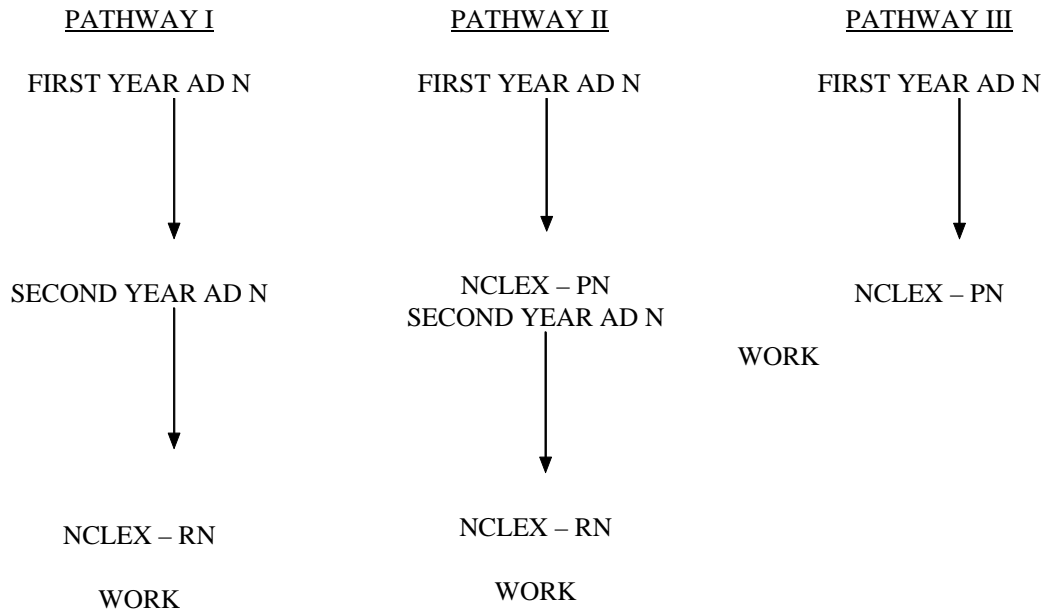 PATHWAY I
FIRST YEAR AD N
SECOND YEAR AD N
NCLEX – RN
WORK
PATHWAY II
FIRST YEAR AD N
NCLEX – PN
SECOND YEAR AD N
NCLEX – RN
WORK
PATHWAY III
FIRST YEAR AD N
NCLEX – PN
WORK